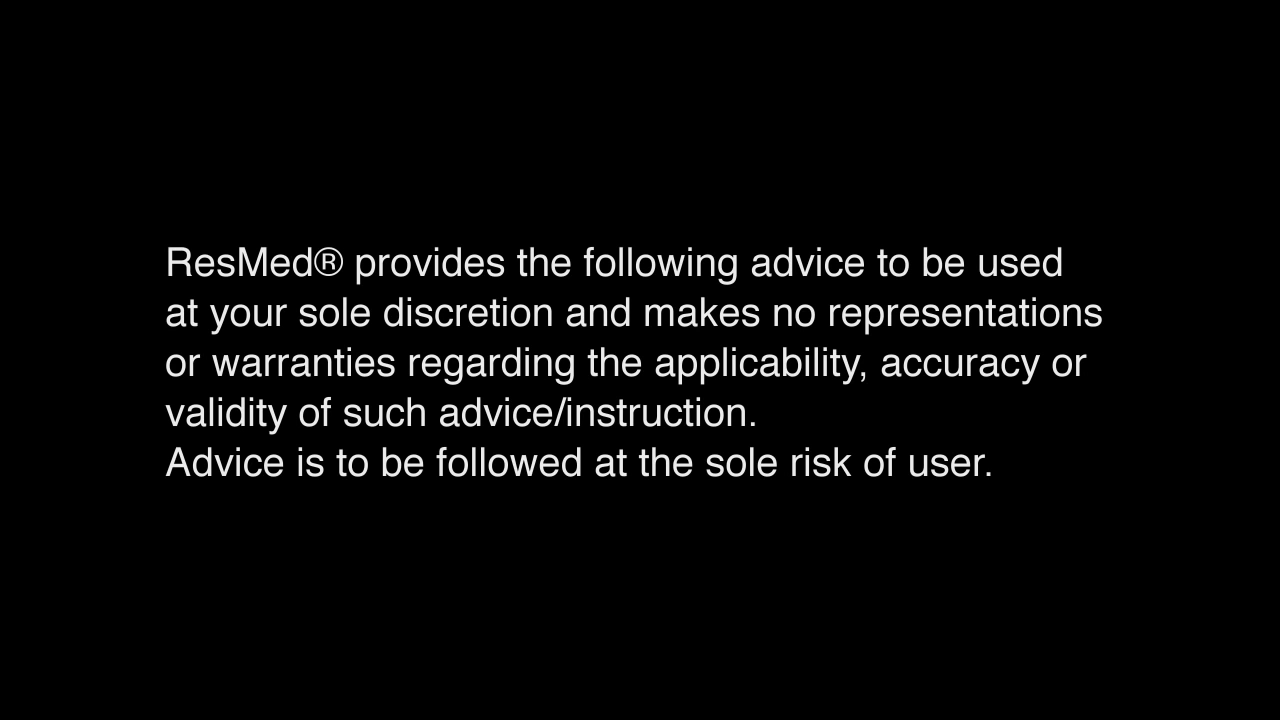 ResMed® provides the following advice to be used
at your sole discretion and makes no representations
or warranties regarding the applicability, accuracy or
validity of such advice/instruction.
Advice is to be followed at the sole risk of user.